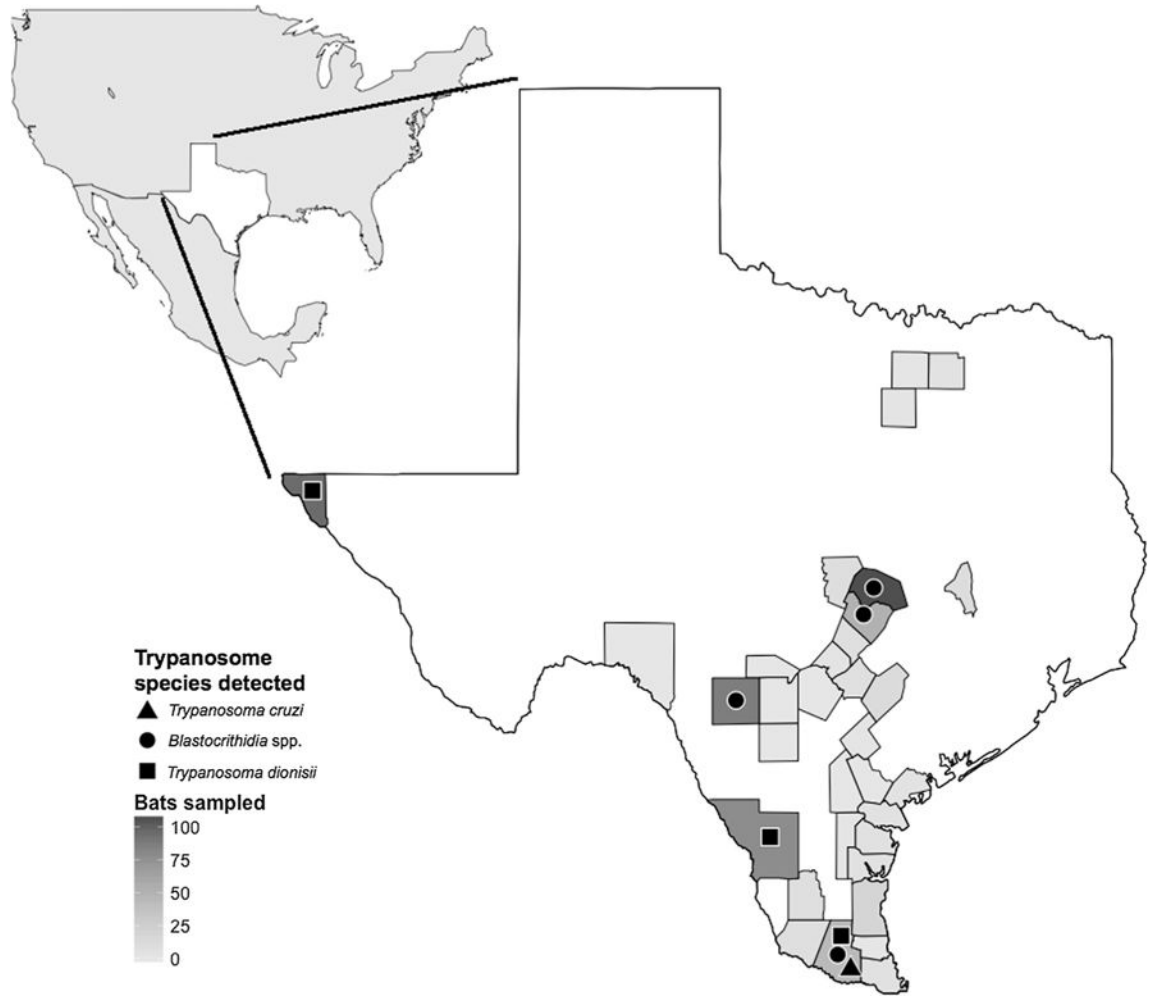 Trypanosome
species detected
Trypanosoma cruzi
Blastocrithidia spp.
Trypanosoma dionisii
Bats sampled
100
75
50
25
0